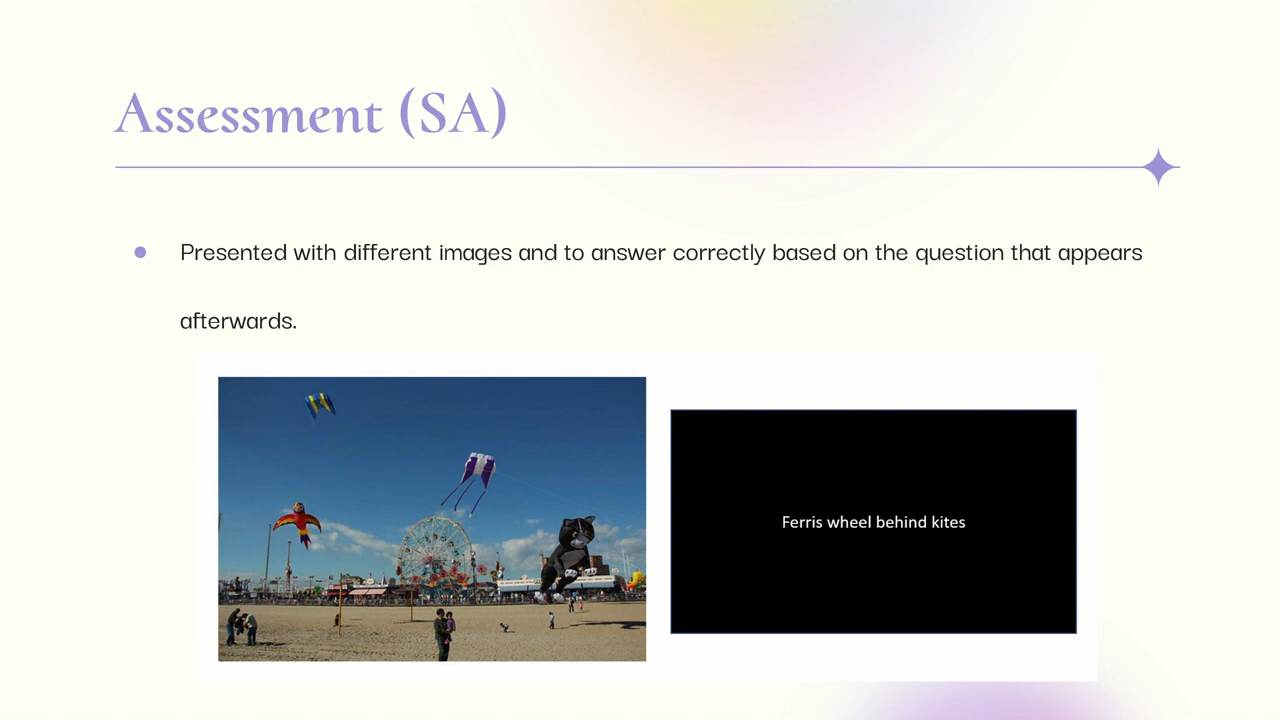 Assessment (SA)
Presented with different images and to answer correctly based on the question that appears
afterwards.
Ferris wheel behind kites